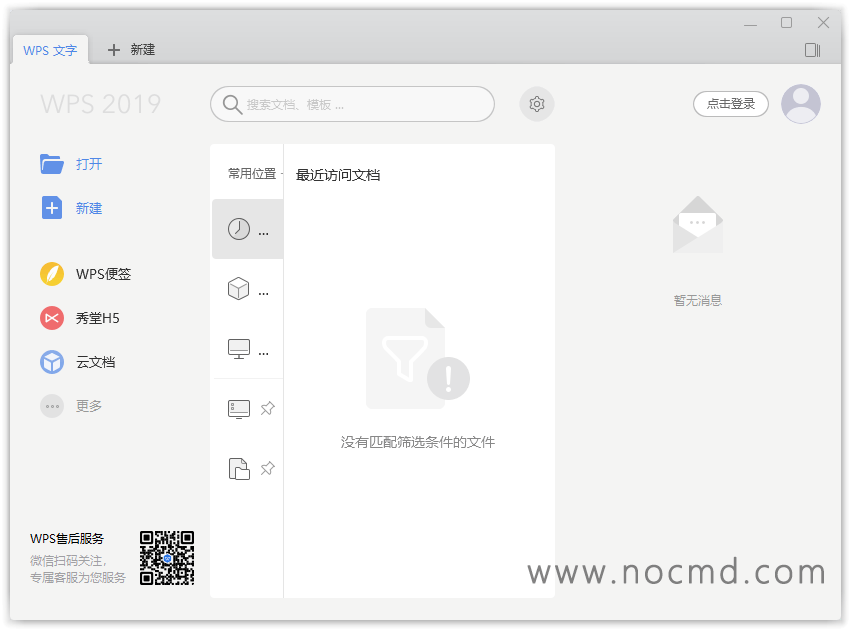 WPS 文字
新建
WPS 2019
搜索文档、模板 ...
点击登录
打开
新建
WPS便签
秀堂H5
云文档
更多
常用位置
...
...
...
最近访问文档
没有匹配筛选条件的文件
暂无消息
WPS售后服务
微信扫码关注，
专属客服为您服务
www.nocmd.com